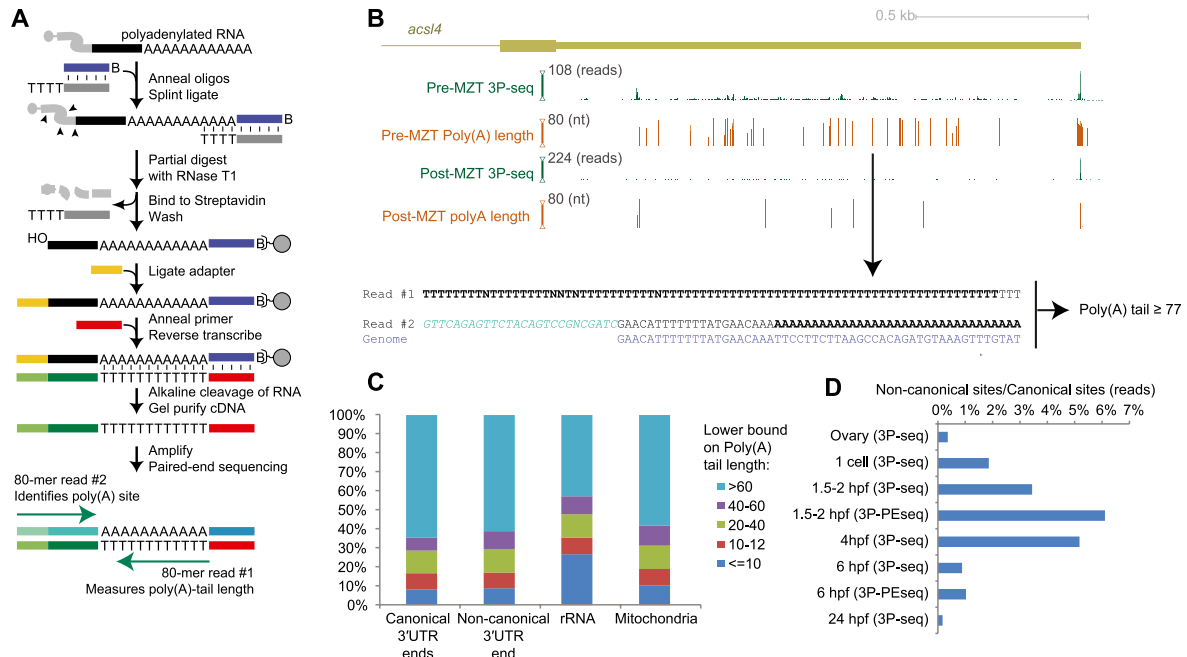 A
polyadenylated RNA
AAAAAAAAAAAA
B
Anneal oligos
Splint ligate
TTTT
AAAAAAAAAAAA
B
TTTT
Partial digest
with RNase T1
Bind to Streptavidin
Wash
TTTT
HO
AAAAAAAAAAAA
B
Ligate adapter
AAAAAAAAAAAA
B
Anneal primer
Reverse transcribe
AAAAAAAAAAAA
B
TTTTTTTTTTTT
Alkaline cleavage of RNA
Gel purify cDNA
TTTTTTTTTTTT
Amplify
Paired-end sequencing
80-mer read #2
Identifies poly(A) site
AAAAAAAAAAA
TTTTTTTTTTTT
80-mer read #1
Measures poly(A)-tail length
B
0.5 kb
acsl4
108 (reads)
Pre-MZT 3P-seq
80 (nt)
Pre-MZT Poly(A) length
224 (reads)
Post-MZT 3P-seq
80 (nt)
Post-MZT polyA length
Read #1
Read #2 GTTCAGAGTTCTACAGTCCGNCGATCGAACATTTTTTTATGAACAAAAAAAAAAAAAAAAAAAAAAAAAAAAAAAAAAA
Genome GAACATTTTTTTATGAACAAATTCCTTCTTAAGCCACAGATGTAAAGTTTGTAT
Poly(A) tail ≥ 77
C
100%
90%
80%
70%
60%
50%
40%
30%
20%
10%
0%
Canonical 3'UTR ends
Non-canonical 3'UTR end
rRNA
Mitochondria
Lower bound
on Poly(A)
tail length:
>60
40-60
20-40
10-12
<=10
D
Non-canonical sites/Canonical sites (reads)
0% 1% 2% 3% 4% 5% 6% 7%
Ovary (3P-seq)
1 cell (3P-seq)
1.5-2 hpf (3P-seq)
1.5-2 hpf (3P-PEseq)
4hpf (3P-Seq)
6 hpf (3P-seq)
6 hpf (3P-PEseq)
24 hpf (3P-seq)